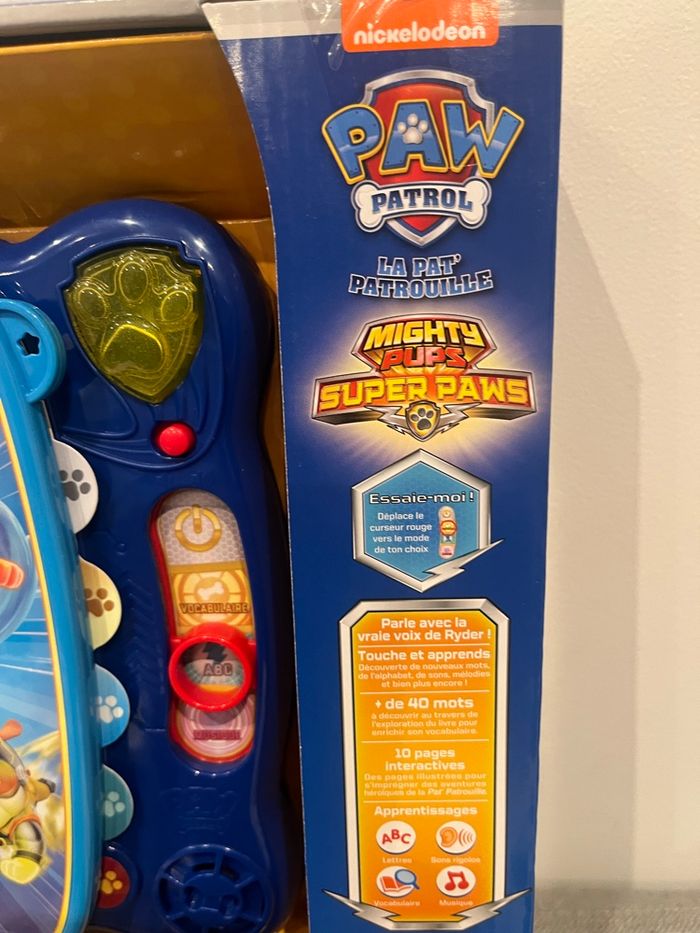 nickelodeon
PAW
PATROL
LA PAT'
PATROUILLE
MIGHTY
PUPS
SUPER PAWS
Essaie-moi !
Déplace le
curseur rouge
vers le mode
de ton choix
VOCABULAIRE
ABC
MUSIQUE
Parle avec la
vraie voix de Ryder !
Touche et apprends
Découverte de nouveaux mots,
de l'alphabet, de sons, mélodies
et bien plus encore !
+ de 40 mots
à découvrir au travers de
l'exploration du livre pour
enrichir son vocabulaire.
10 pages
interactives
Des pages illustrées pour
s'imprégner des aventures
héroïques de la Pat' Patrouille.
Apprentissages
ABC
Lettres
Sons rigolos
Vocabulaire
Musique